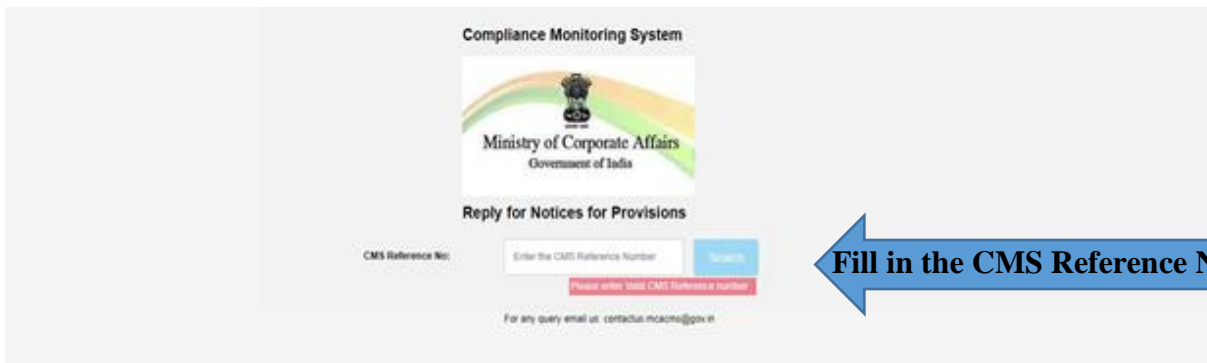 Compliance Monitoring System
Ministry of Corporate Affairs
Government of India
Reply for Notices for Provisions
CMS Reference No:
Enter the CMS Reference Number
Search
Fill in the CMS Reference N
Please enter Valid CMS Reference number
For any query email us: contactus.mcacms@gov.in